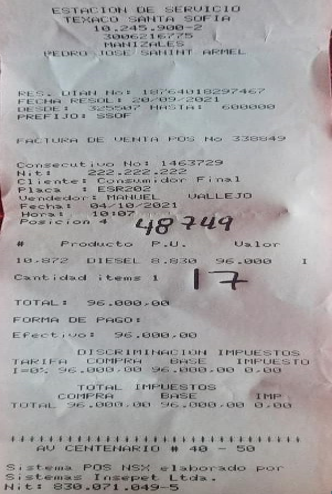 ESTACION DE SERVICIO
TEXACO SANTA SOFIA
10.245.900-2
3006216775
MANIZALES
PEDRO JOSE SANINT ARMEL
RES. DIAN No: 18764018297467
FECHA RESOL: 20/09/2021
DESDE: 325507 HASTA: 600000
PREFIJO: SSOF
FACTURA DE VENTA POS No 338849
Consecutivo No: 1463729
Nit: 222.222.222
Cliente: Consumidor Final
Placa : ESR202
Vendedor: MANUEL VALLEJO
Fecha: 04/10/2021
Hora: 10:07
Posicion 4 48749
# Producto P.U. Valor
10.872 DIESEL 8.830 96.000 I
Cantidad items 1 17
TOTAL: 96.000,00
FORMA DE PAGO:
Efectivo: 96.000,00
DISCRIMINACION IMPUESTOS
TARIFA COMPRA BASE IMPUESTO
I=0% 96.000,00 96.000,00 0,00
TOTAL IMPUESTOS
COMPRA BASE IMP
TOTAL 96.000,00 96.000,00 0,00
AV CENTENARIO # 40 - 50
Sistema POS NSX elaborado por
Sistemas Insepet Ltda.
Nit: 830.071.049-5